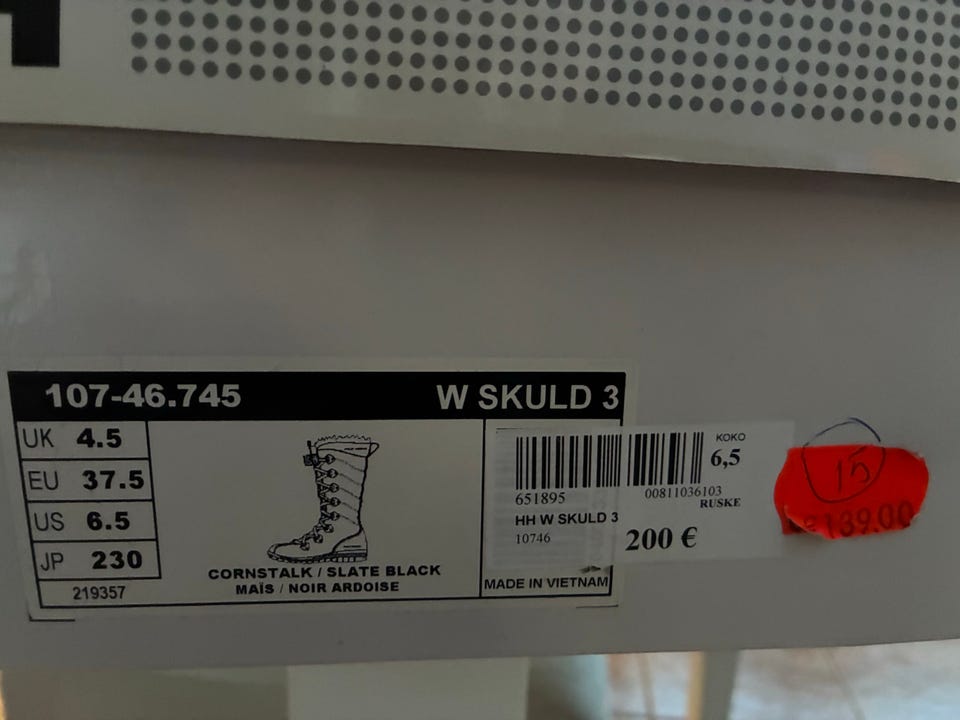 107-46.745 W SKULD 3
UK 4.5
EU 37.5
US 6.5
JP 230
219357
CORNSTALK / SLATE BLACK
MAÏS / NOIR ARDOISE
KOKO
6,5
651895
00811036103
RUSKE
HH W SKULD 3
10746
200 €
MADE IN VIETNAM
15
139.00